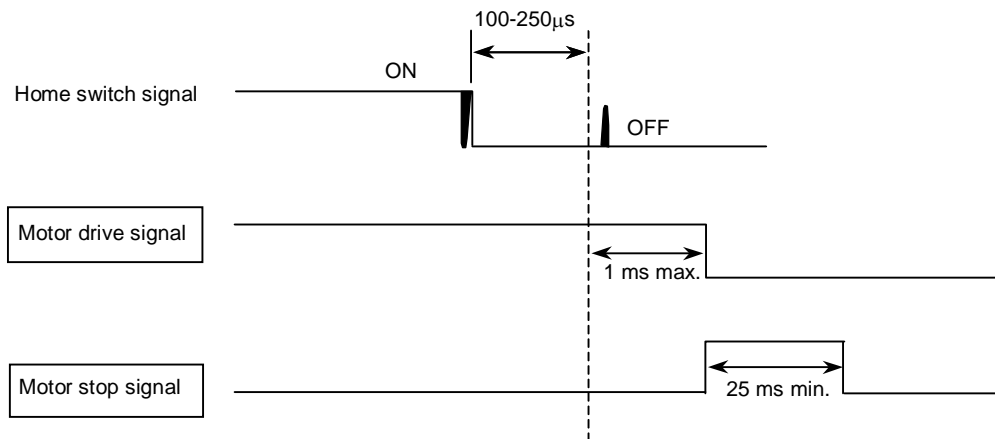 100-250μs
ON
Home switch signal
OFF
Motor drive signal
1 ms max.
Motor stop signal
25 ms min.